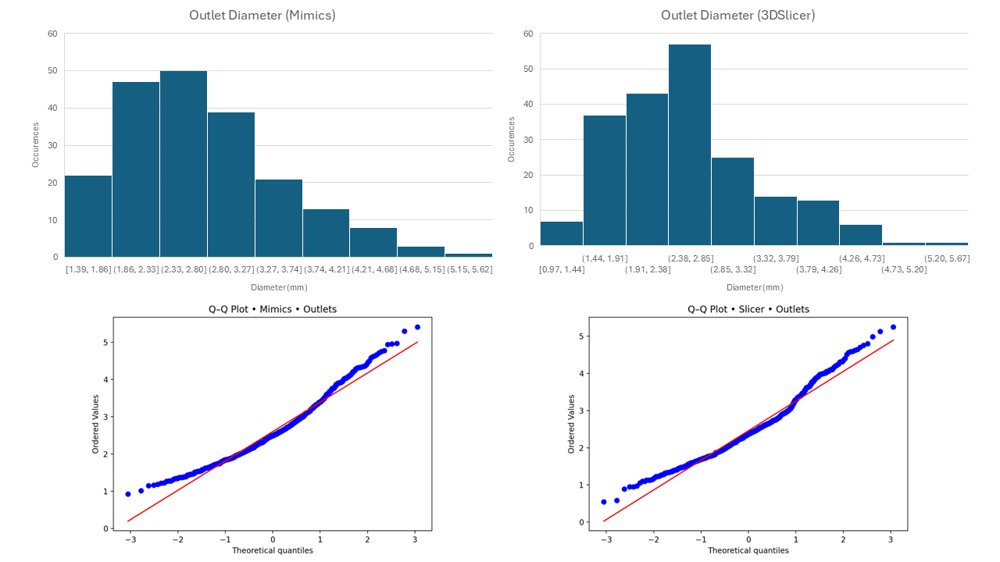 Outlet Diameter (Mimics)
60
50
40
30
20
10
0
Occurences
[1.39, 1.86] (1.86, 2.33] (2.33, 2.80] (2.80, 3.27] (3.27, 3.74] (3.74, 4.21] (4.21, 4.68] (4.68, 5.15] (5.15, 5.62]
Diameter (mm)
Outlet Diameter (3DSlicer)
60
50
40
30
20
10
0
Occurences
(1.44, 1.91] (2.38, 2.85] (3.32, 3.79] (4.26, 4.73] (5.20, 5.67]
[0.97, 1.44] (1.91, 2.38] (2.85, 3.32] (3.79, 4.26] (4.73, 5.20]
Diameter (mm)
Q–Q Plot • Mimics • Outlets
5
4
3
2
1
0
Ordered Values
−3 −2 −1 0 1 2 3
Theoretical quantiles
Q–Q Plot • Slicer • Outlets
5
4
3
2
1
0
Ordered Values
−3 −2 −1 0 1 2 3
Theoretical quantiles